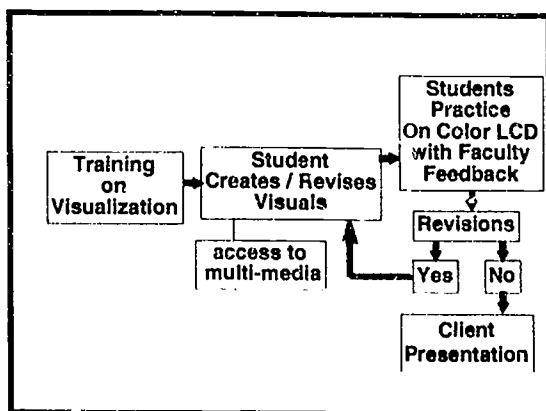 Training
on
Visualization
Student
Creates / Revises
Visuals
access to
multi-media
Students
Practice
On Color LCD
with Faculty
Feedback
Revisions
Yes
No
Client
Presentation